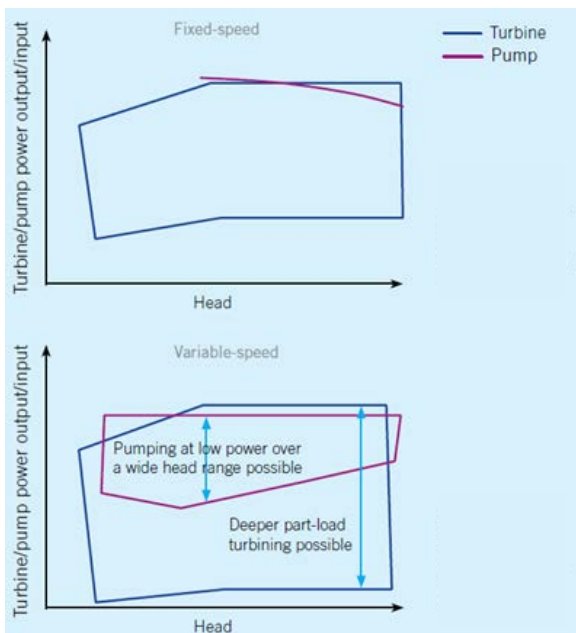 Fixed-speed
Turbine
Pump
Turbine/pump power output/input
Head
Variable-speed
Pumping at low power over
a wide head range possible
Deeper part-load
turbining possible
Turbine/pump power output/input
Head